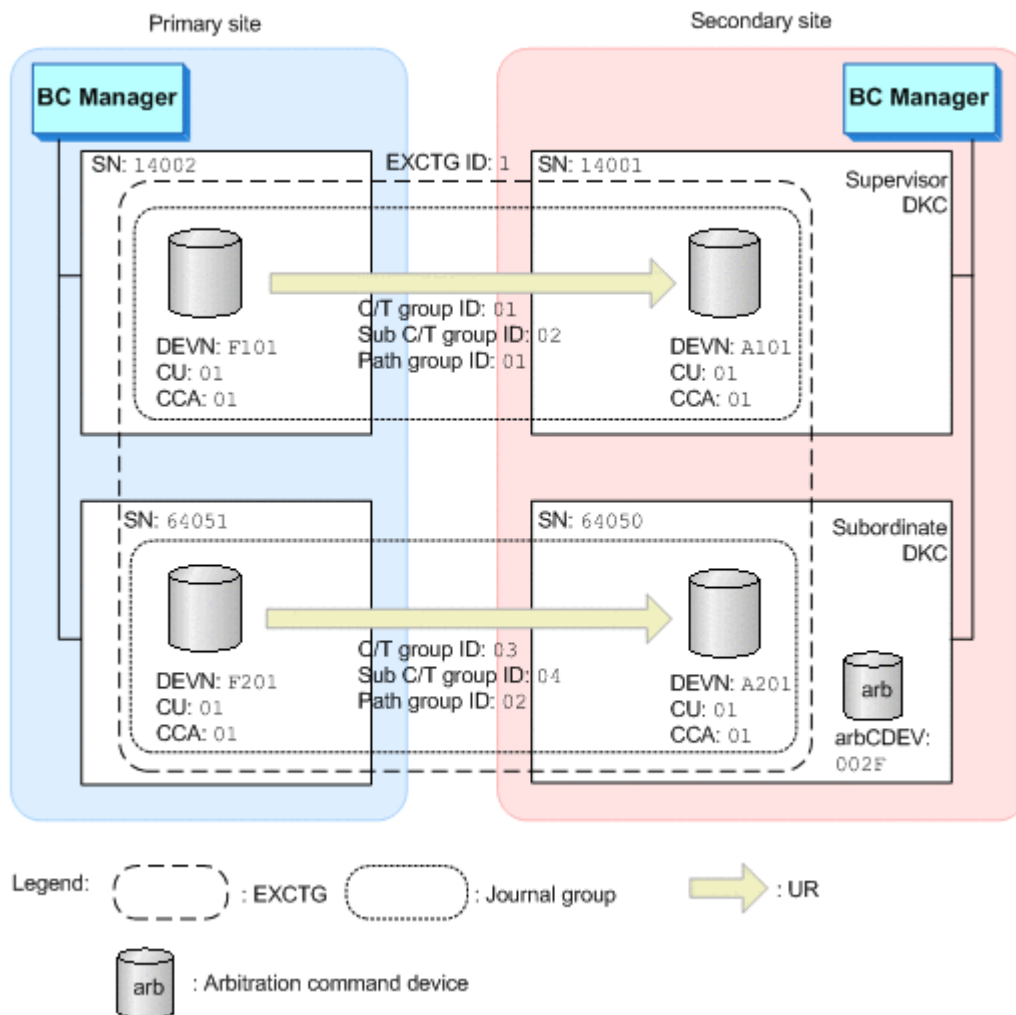 Primary site
Secondary site
BC Manager
BC Manager
SN: 14002
EXCTG ID: 1
SN: 14001
Supervisor
DKC
C/T group ID: 01
Sub C/T group ID: 02
Path group ID: 01
DEVN: F101
CU: 01
CCA: 01
DEVN: A101
CU: 01
CCA: 01
SN: 64051
SN: 64050
Subordinate
DKC
C/T group ID: 03
Sub C/T group ID: 04
Path group ID: 02
DEVN: F201
CU: 01
CCA: 01
DEVN: A201
CU: 01
CCA: 01
arb
arbCDEV:
002F
Legend:
: EXCTG
: Journal group
: UR
arb
: Arbitration command device